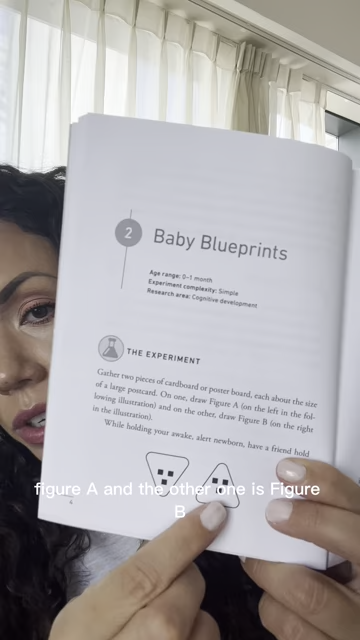 2
Baby Blueprints
Age range: 0–1 month
Experiment complexity: Simple
Research area: Cognitive development
THE EXPERIMENT
Gather two pieces of cardboard or poster board, each about the size
of a large postcard. On one, draw Figure A (on the left in the fol-
lowing illustration) and on the other, draw Figure B (on the right
in the illustration).
While holding your awake, alert newborn, have a friend hold
figure A and the other one is Figure
B